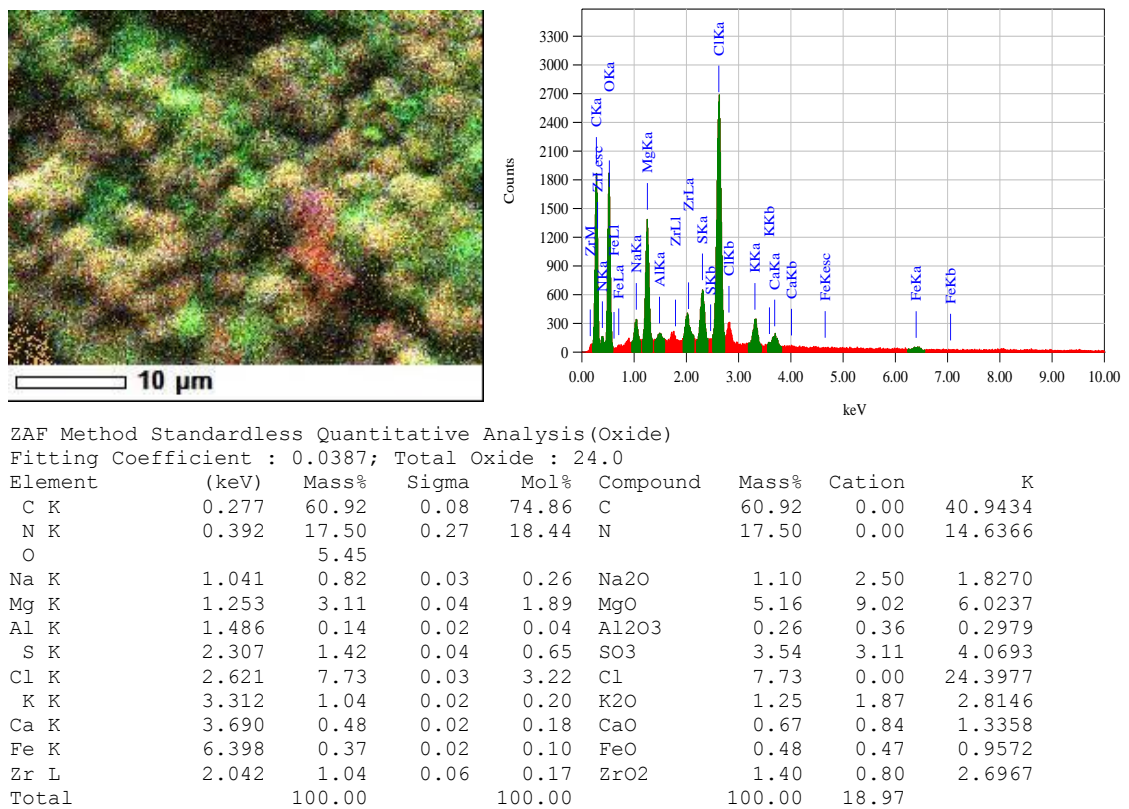 10 µm
Counts
3300
3000
2700
2400
2100
1800
1500
1200
900
600
300
0
ZrM
CKa
ZrLesc
NKa
OKa
FeLl
FeLa
NaKa
MgKa
AlKa
ZrLl
ZrLa
SKa
SKb
ClKa
ClKb
KKa
KKb
CaKa
CaKb
FeKesc
FeKa
FeKb
0.00 1.00 2.00 3.00 4.00 5.00 6.00 7.00 8.00 9.00 10.00
keV
ZAF Method Standardless Quantitative Analysis(Oxide)
Fitting Coefficient : 0.0387; Total Oxide : 24.0
Element (keV) Mass% Sigma Mol% Compound Mass% Cation K
C K 0.277 60.92 0.08 74.86 C 60.92 0.00 40.9434
N K 0.392 17.50 0.27 18.44 N 17.50 0.00 14.6366
O 5.45
Na K 1.041 0.82 0.03 0.26 Na2O 1.10 2.50 1.8270
Mg K 1.253 3.11 0.04 1.89 MgO 5.16 9.02 6.0237
Al K 1.486 0.14 0.02 0.04 Al2O3 0.26 0.36 0.2979
S K 2.307 1.42 0.04 0.65 SO3 3.54 3.11 4.0693
Cl K 2.621 7.73 0.03 3.22 Cl 7.73 0.00 24.3977
K K 3.312 1.04 0.02 0.20 K2O 1.25 1.87 2.8146
Ca K 3.690 0.48 0.02 0.18 CaO 0.67 0.84 1.3358
Fe K 6.398 0.37 0.02 0.10 FeO 0.48 0.47 0.9572
Zr L 2.042 1.04 0.06 0.17 ZrO2 1.40 0.80 2.6967
Total 100.00 100.00 100.00 18.97